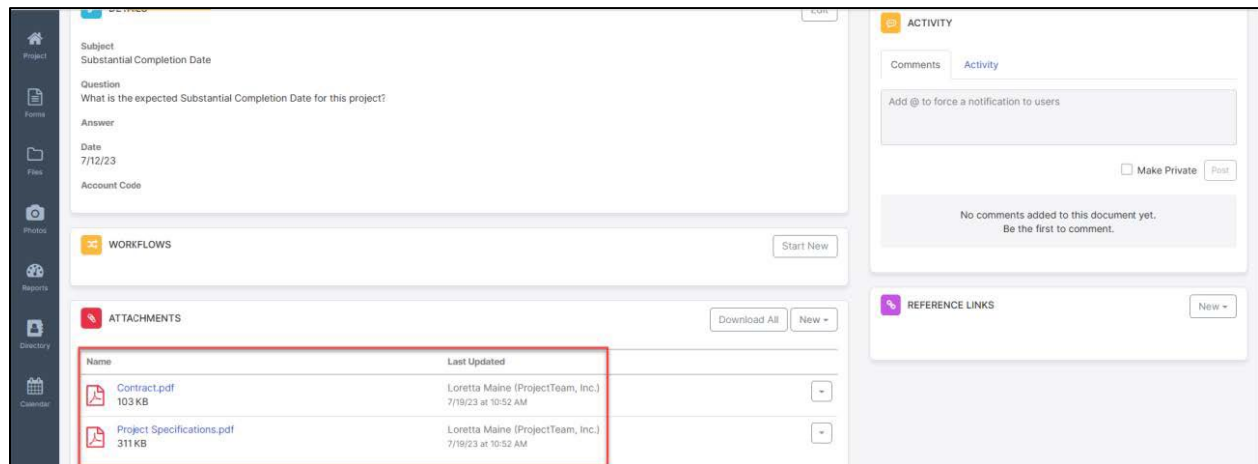 Project
Forms
Files
Photos
Reports
Directory
Calendar
DETAILS
Edit
Subject
Substantial Completion Date
Question
What is the expected Substantial Completion Date for this project?
Answer
Date
7/12/23
Account Code
WORKFLOWS
Start New
ATTACHMENTS
Download All New
Name Last Updated
Contract.pdf Loretta Maine (ProjectTeam, Inc.)
103 KB 7/19/23 at 10:52 AM
Project Specifications.pdf Loretta Maine (ProjectTeam, Inc.)
311 KB 7/19/23 at 10:52 AM
ACTIVITY
Comments Activity
Add @ to force a notification to users
Make Private Post
No comments added to this document yet.
Be the first to comment.
REFERENCE LINKS
New